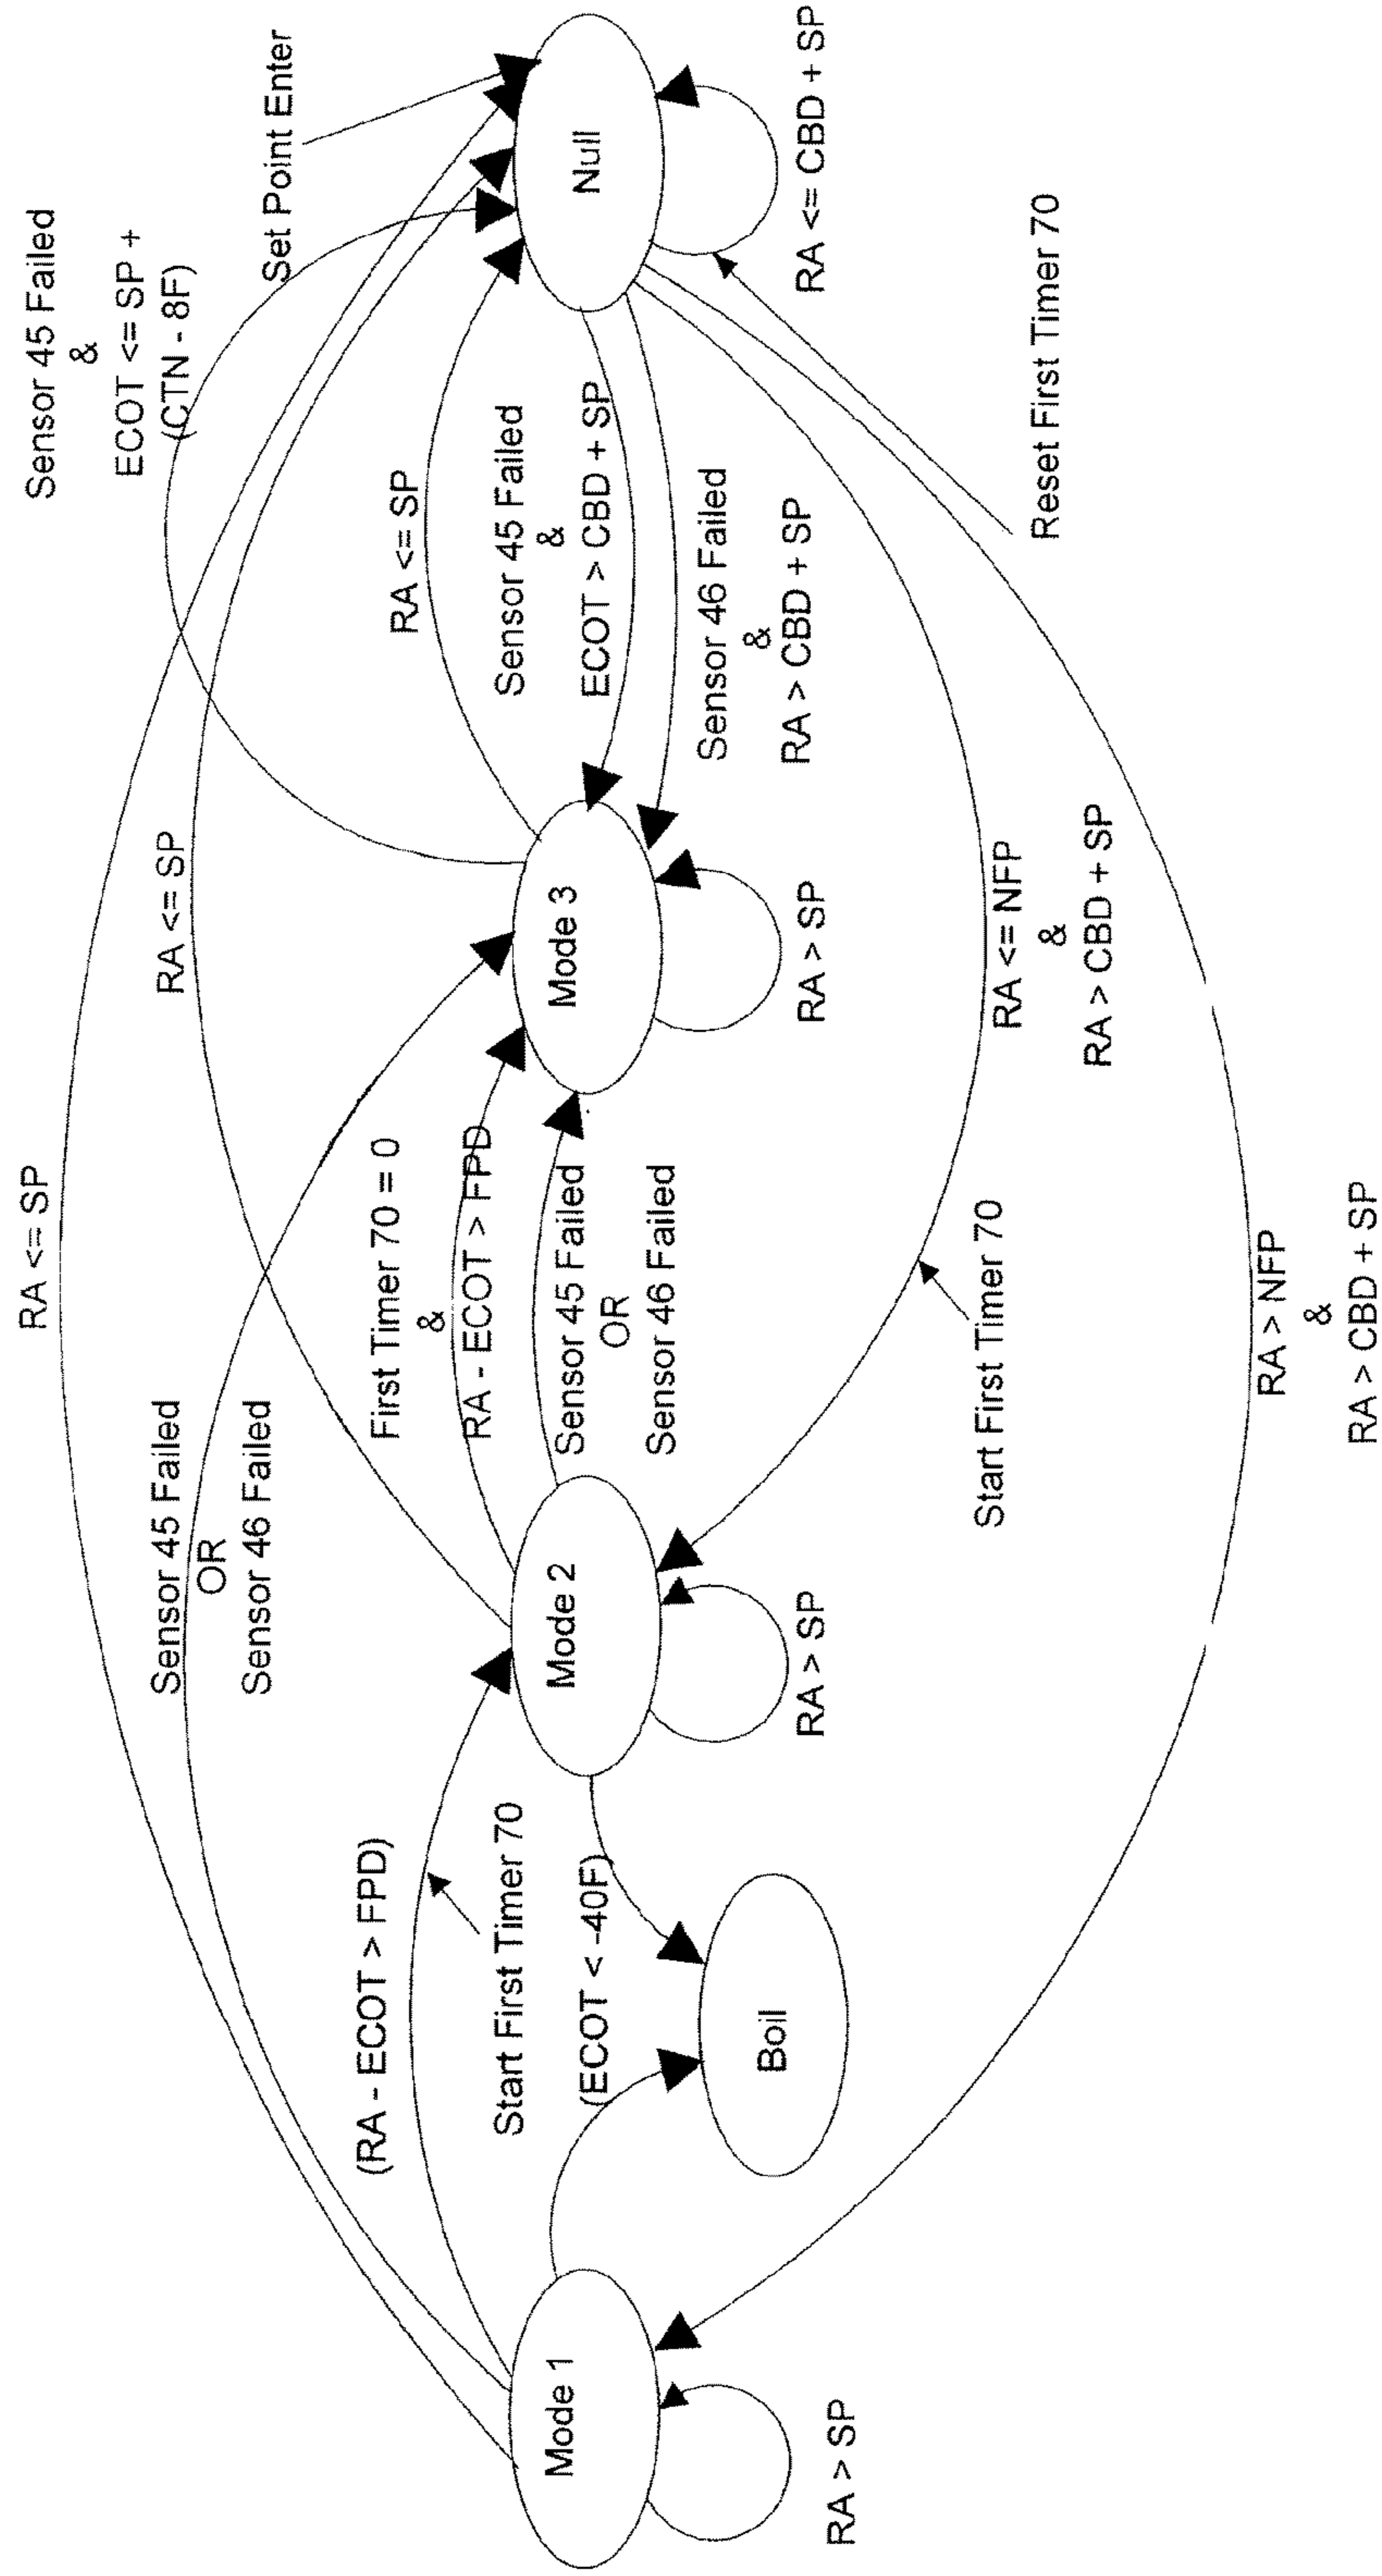 RA <= SP
Sensor 45 Failed
OR
Sensor 46 Failed
RA <= SP
Sensor 45 Failed
&
ECOT <= SP +
(CTN - 8F)
Set Point Enter
(RA - ECOT > FPD)
Start First Timer 70
First Timer 70 = 0
&
RA - ECOT > FPD
Sensor 45 Failed
OR
Sensor 46 Failed
RA <= SP
Sensor 45 Failed
&
ECOT > CBD + SP
Sensor 46 Failed
&
RA > CBD + SP
(ECOT < -40F)
Mode 1
Boil
Mode 2
Mode 3
Null
RA > SP
RA > SP
RA > SP
RA <= CBD + SP
Start First Timer 70
RA <= NFP
&
RA > CBD + SP
Reset First Timer 70
RA > NFP
&
RA > CBD + SP